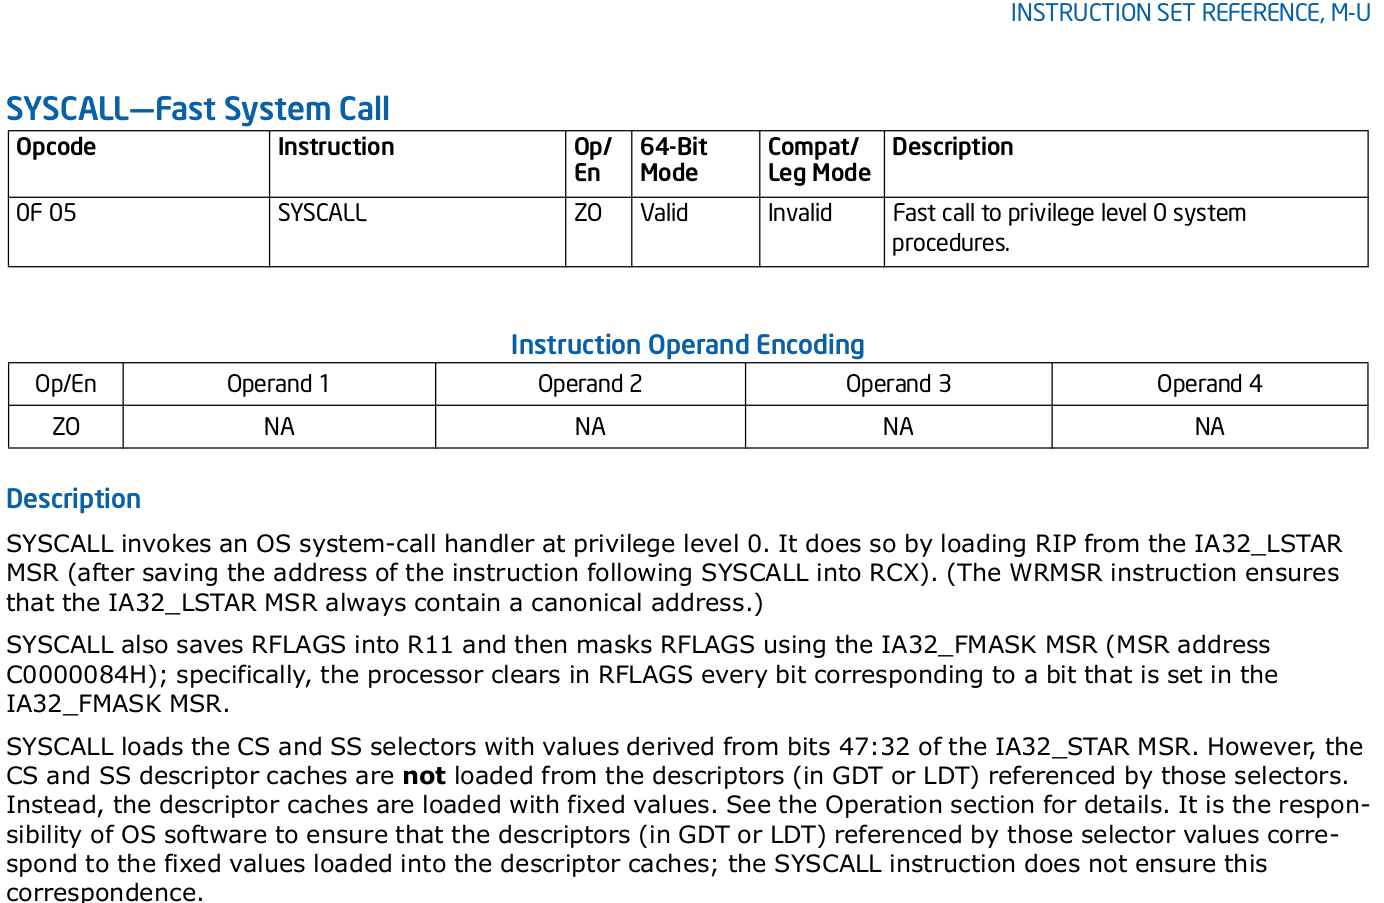 INSTRUCTION SET REFERENCE, M-U
SYSCALL—Fast System Call
Opcode Instruction Op/ 64-Bit Compat/ Description
En Mode Leg Mode
0F 05 SYSCALL ZO Valid Invalid Fast call to privilege level 0 system
procedures.
Instruction Operand Encoding
Op/En Operand 1 Operand 2 Operand 3 Operand 4
ZO NA NA NA NA
Description
SYSCALL invokes an OS system-call handler at privilege level 0. It does so by loading RIP from the IA32_LSTAR
MSR (after saving the address of the instruction following SYSCALL into RCX). (The WRMSR instruction ensures
that the IA32_LSTAR MSR always contain a canonical address.)
SYSCALL also saves RFLAGS into R11 and then masks RFLAGS using the IA32_FMASK MSR (MSR address
C0000084H); specifically, the processor clears in RFLAGS every bit corresponding to a bit that is set in the
IA32_FMASK MSR.
SYSCALL loads the CS and SS selectors with values derived from bits 47:32 of the IA32_STAR MSR. However, the
CS and SS descriptor caches are not loaded from the descriptors (in GDT or LDT) referenced by those selectors.
Instead, the descriptor caches are loaded with fixed values. See the Operation section for details. It is the respon-
sibility of OS software to ensure that the descriptors (in GDT or LDT) referenced by those selector values corre-
spond to the fixed values loaded into the descriptor caches; the SYSCALL instruction does not ensure this
correspondence.